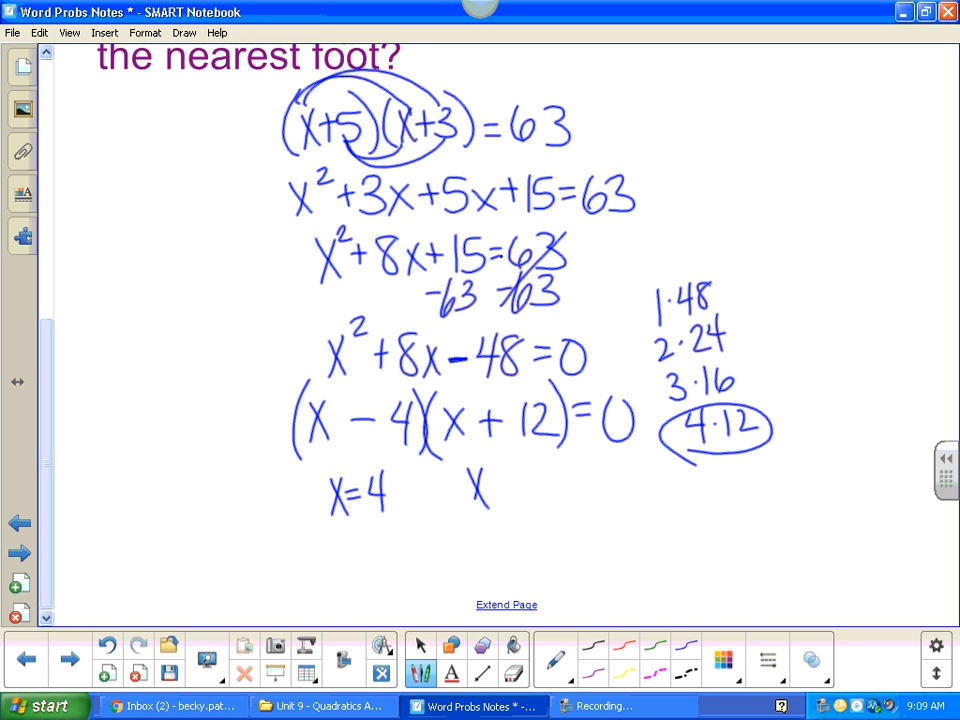 Word Probs Notes * - SMART Notebook
File Edit View Insert Format Draw Help
the nearest foot?
(x+5)(x+3)=63
x²+3x+5x+15=63
x²+8x+15=63
-63 -63
x²+8x-48=0
(x-4)(x+12)=0
x=4 x
1·48
2·24
3·16
4·12
Extend Page
start Inbox (2) - becky.pat... Unit 9 - Quadratics A... Word Probs Notes * -... Recording... 9:09 AM